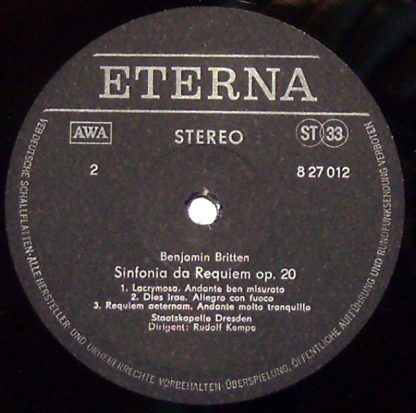 ETERNA
AWA
STEREO
ST 33
2
8 27 012
Benjamin Britten
Sinfonia da Requiem op. 20
1. Lacrymosa. Andante ben misurato
2. Dies irae. Allegro con fuoco
3. Requiem aeternam. Andante molto tranquillo
Staatskapelle Dresden
Dirigent: Rudolf Kempe
VEB DEUTSCHE SCHALLPLATTEN · ALLE HERSTELLER- UND URHEBERRECHTE VORBEHALTEN · ÜBERSPIELUNG, ÖFFENTLICHE AUFFÜHRUNG UND RUNDFUNKSENDUNG VERBOTEN